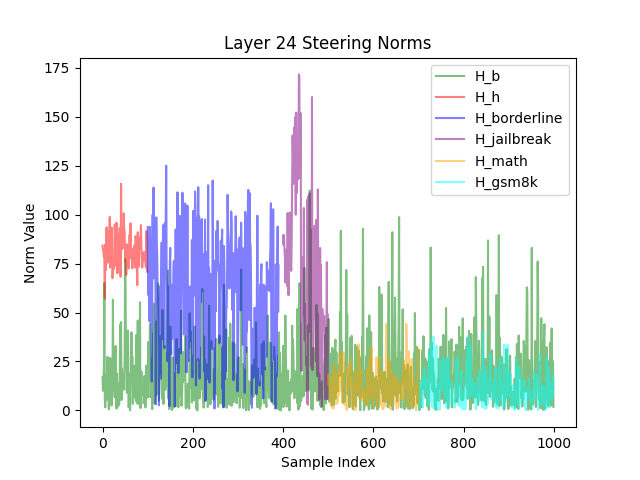 Layer 24 Steering Norms
Norm Value
175
150
125
100
75
50
25
0
0
200
400
600
800
1000
Sample Index
H_b
H_h
H_borderline
H_jailbreak
H_math
H_gsm8k